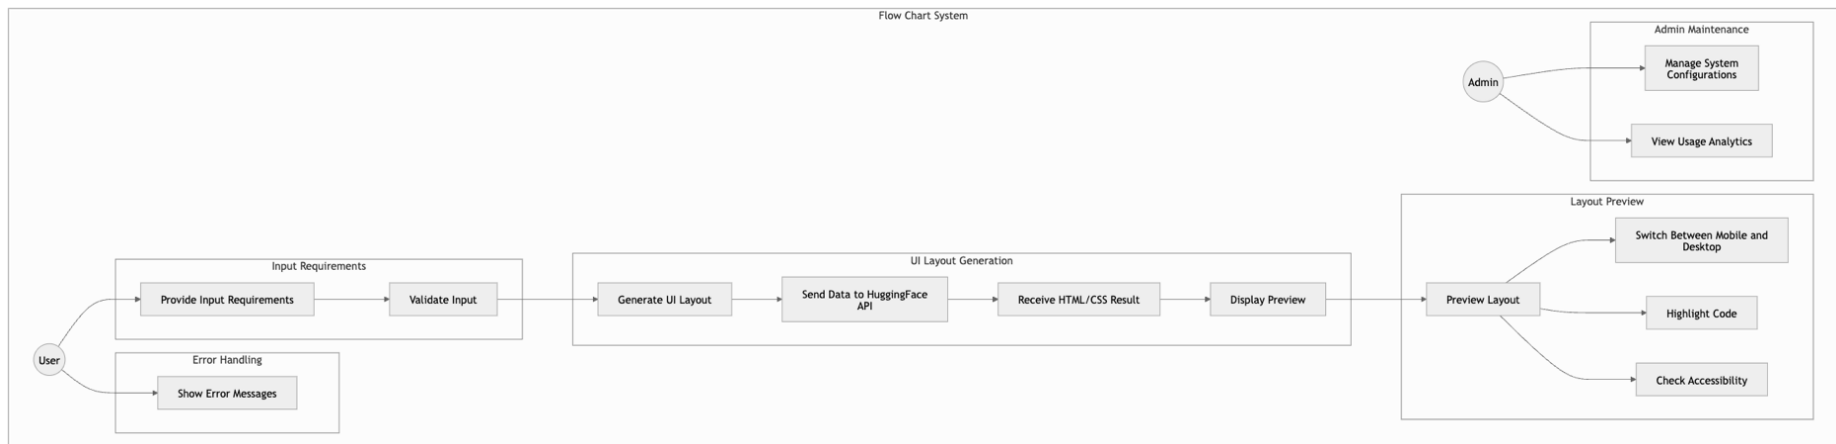 Flow Chart System
Admin Maintenance
Admin
Manage System
Configurations
View Usage Analytics
Layout Preview
Switch Between Mobile and
Desktop
Input Requirements
UI Layout Generation
Provide Input Requirements
Validate Input
Generate UI Layout
Send Data to HuggingFace
API
Receive HTML/CSS Result
Display Preview
Preview Layout
Highlight Code
User
Error Handling
Show Error Messages
Check Accessibility